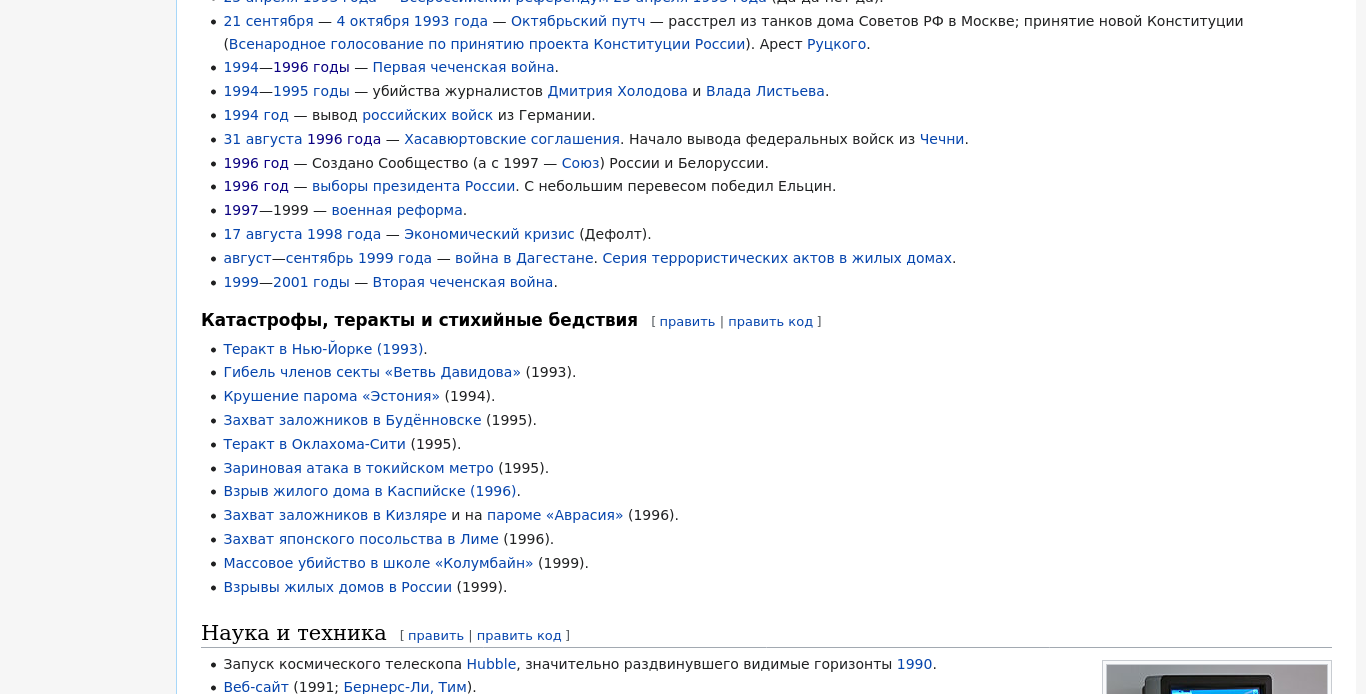 21 сентября — 4 октября 1993 года — Октябрьский путч — расстрел из танков дома Советов РФ в Москве; принятие новой Конституции
(Всенародное голосование по принятию проекта Конституции России). Арест Руцкого.
1994—1996 годы — Первая чеченская война.
1994—1995 годы — убийства журналистов Дмитрия Холодова и Влада Листьева.
1994 год — вывод российских войск из Германии.
31 августа 1996 года — Хасавюртовские соглашения. Начало вывода федеральных войск из Чечни.
1996 год — Создано Сообщество (а с 1997 — Союз) России и Белоруссии.
1996 год — выборы президента России. С небольшим перевесом победил Ельцин.
1997—1999 — военная реформа.
17 августа 1998 года — Экономический кризис (Дефолт).
август—сентябрь 1999 года — война в Дагестане. Серия террористических актов в жилых домах.
1999—2001 годы — Вторая чеченская война.
Катастрофы, теракты и стихийные бедствия [ править | править код ]
Теракт в Нью-Йорке (1993).
Гибель членов секты «Ветвь Давидова» (1993).
Крушение парома «Эстония» (1994).
Захват заложников в Будённовске (1995).
Теракт в Оклахома-Сити (1995).
Зариновая атака в токийском метро (1995).
Взрыв жилого дома в Каспийске (1996).
Захват заложников в Кизляре и на пароме «Аврасия» (1996).
Захват японского посольства в Лиме (1996).
Массовое убийство в школе «Колумбайн» (1999).
Взрывы жилых домов в России (1999).
Наука и техника [ править | править код ]
Запуск космического телескопа Hubble, значительно раздвинувшего видимые горизонты 1990.
Веб-сайт (1991; Бернерс-Ли, Тим).